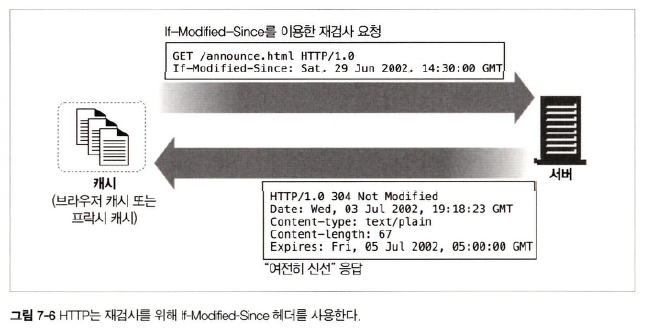 If-Modified-Since를 이용한 재검사 요청
GET /announce.html HTTP/1.0
If-Modified-Since: Sat, 29 Jun 2002, 14:30:00 GMT
캐시
(브라우저 캐시 또는
프락시 캐시)
서버
HTTP/1.0 304 Not Modified
Date: Wed, 03 Jul 2002, 19:18:23 GMT
Content-type: text/plain
Content-length: 67
Expires: Fri, 05 Jul 2002, 05:00:00 GMT
"여전히 신선" 응답
그림 7-6 HTTP는 재검사를 위해 If-Modified-Since 헤더를 사용한다.